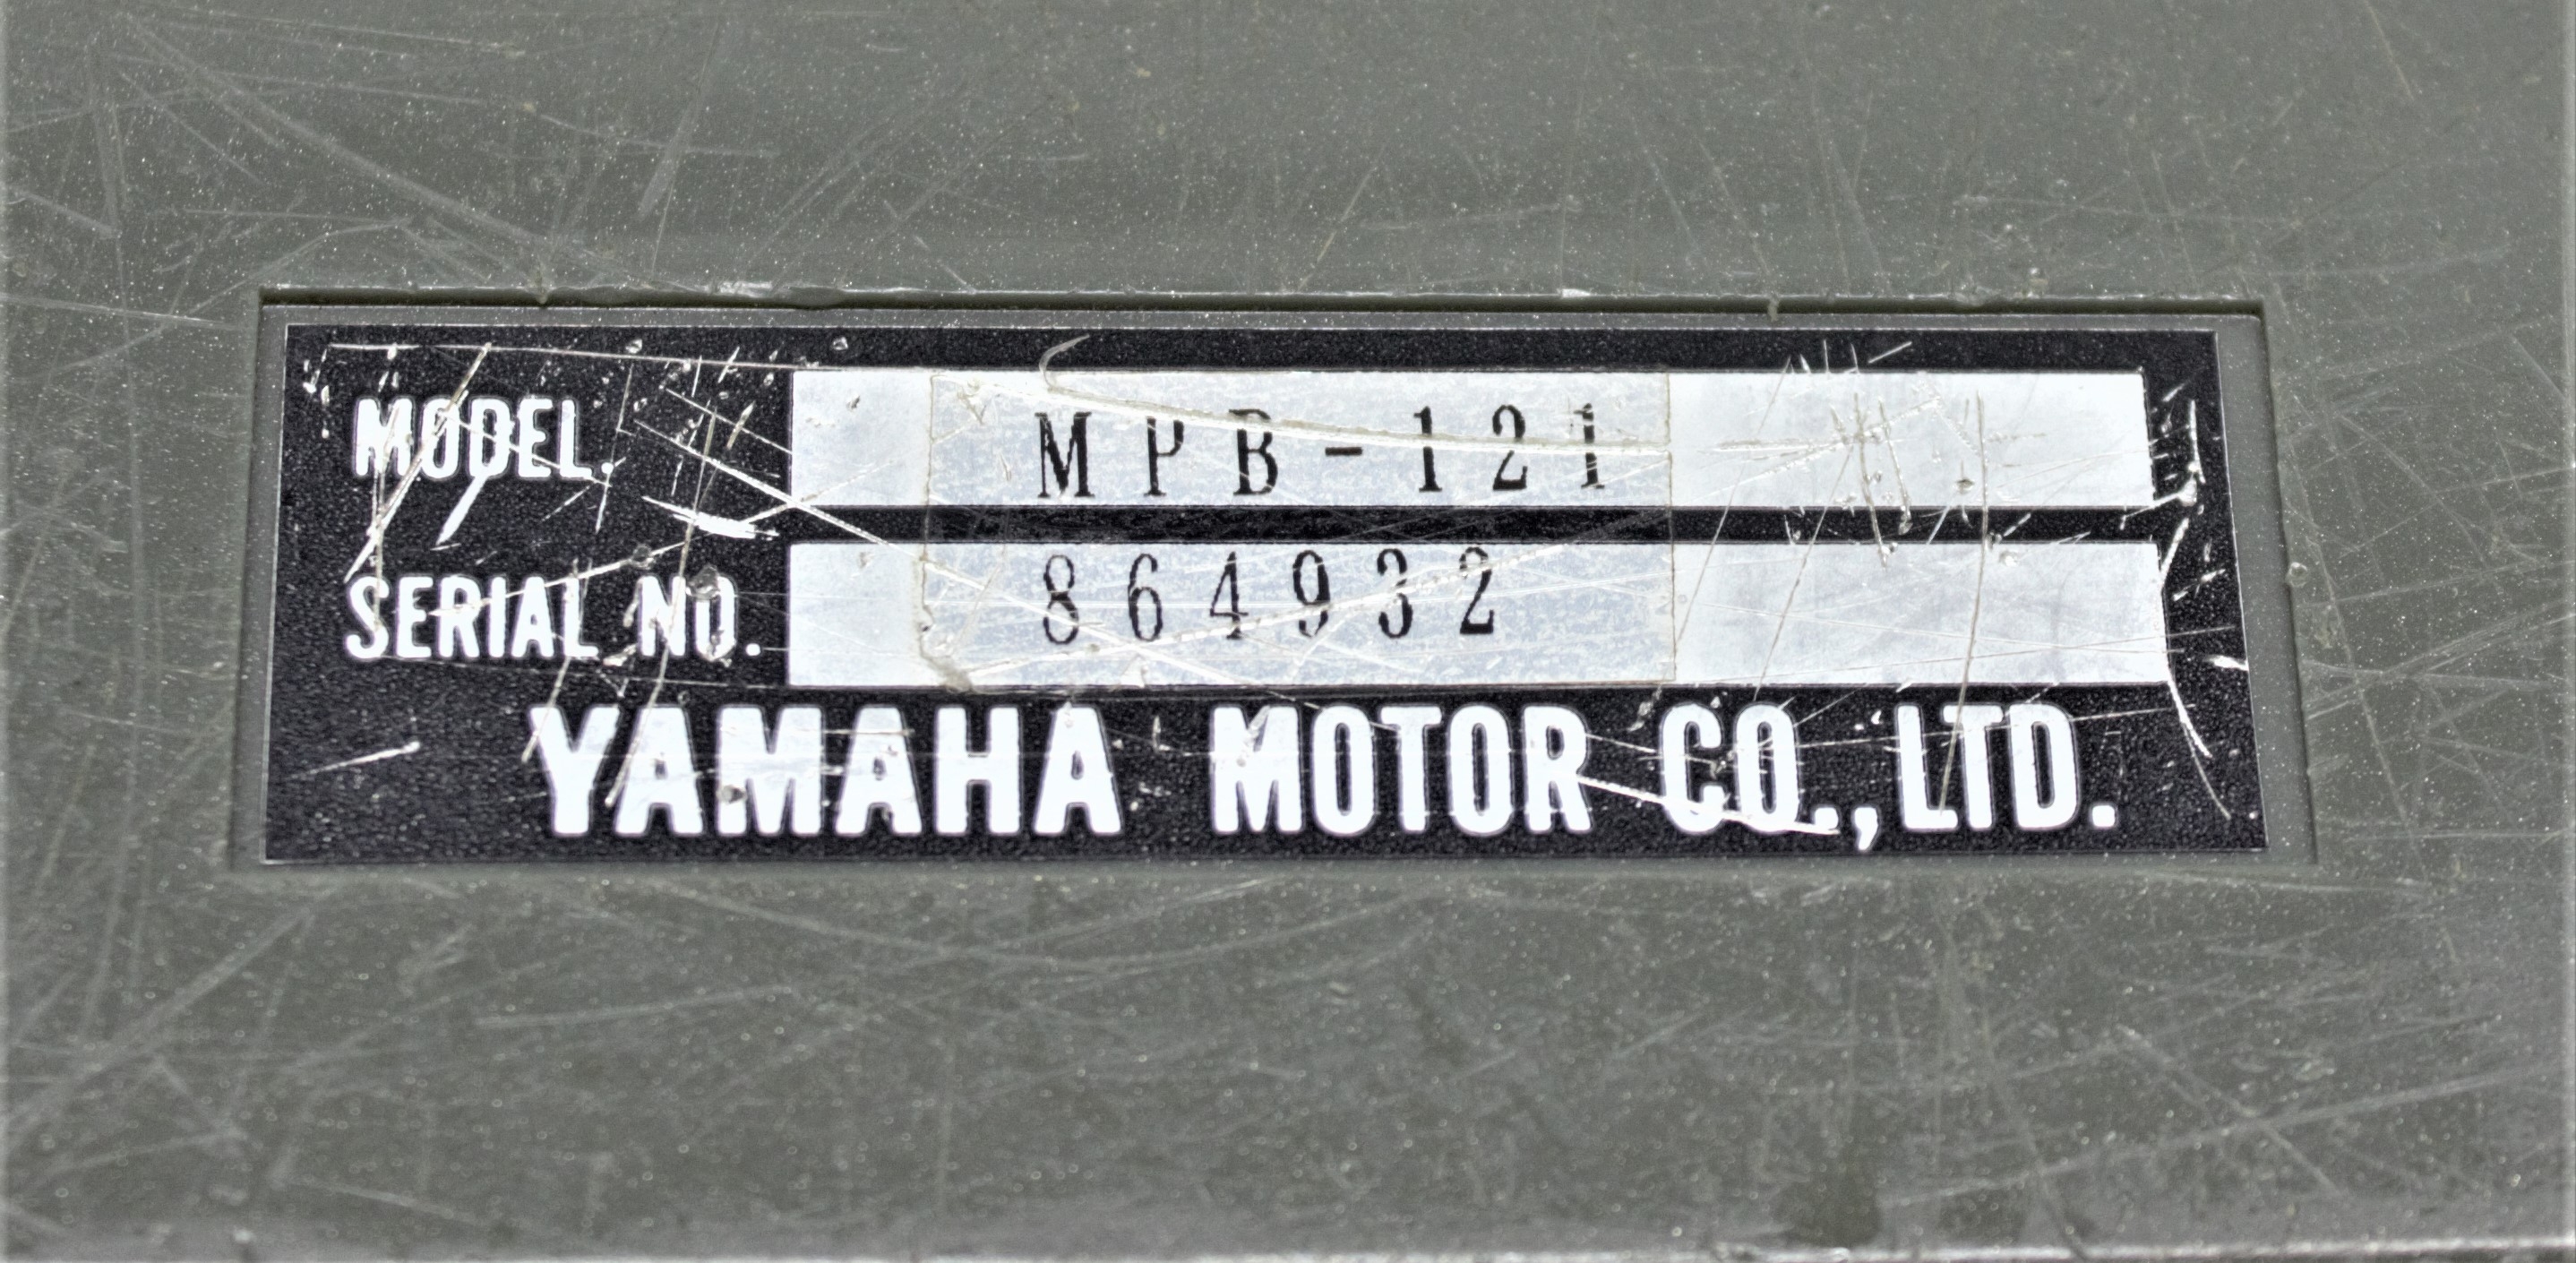 MODEL. MPB-121
SERIAL NO. 864932
YAMAHA MOTOR CO.,LTD.